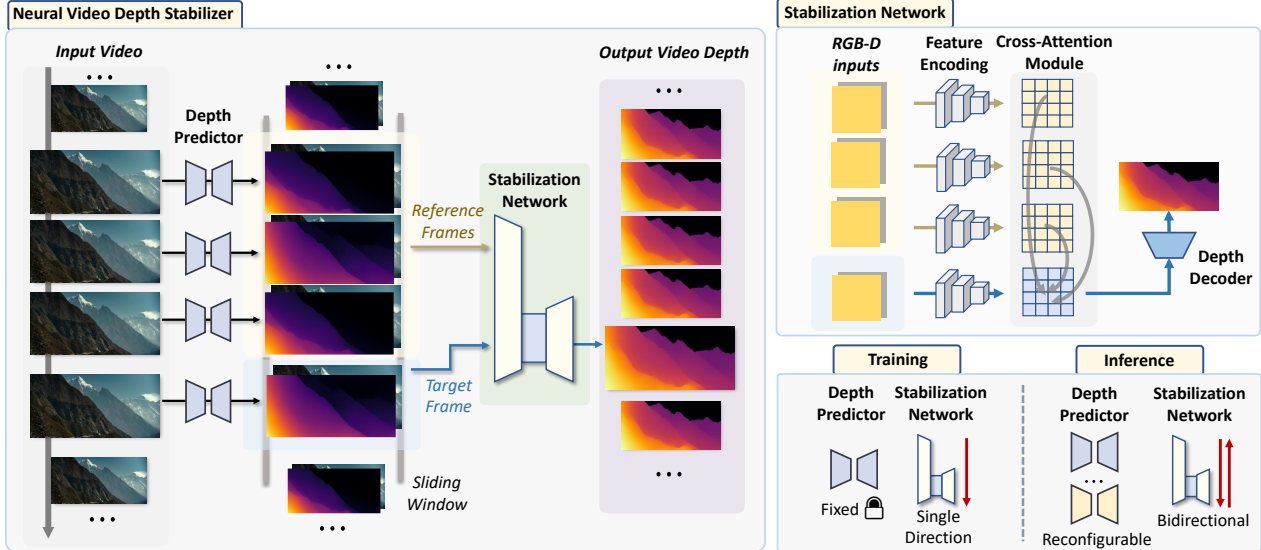 Neural Video Depth Stabilizer
Input Video
Output Video Depth
• • •
• • •
• • •
Depth
Predictor
Stabilization
Network
Reference
Frames
Target
Frame
Sliding
Window
• • •
• • •
• • •
Stabilization Network
RGB-D
inputs
Feature
Encoding
Cross-Attention
Module
Depth
Decoder
Training
Depth
Predictor
Stabilization
Network
Fixed
Single
Direction
Inference
Depth
Predictor
Stabilization
Network
...
Reconfigurable
Bidirectional